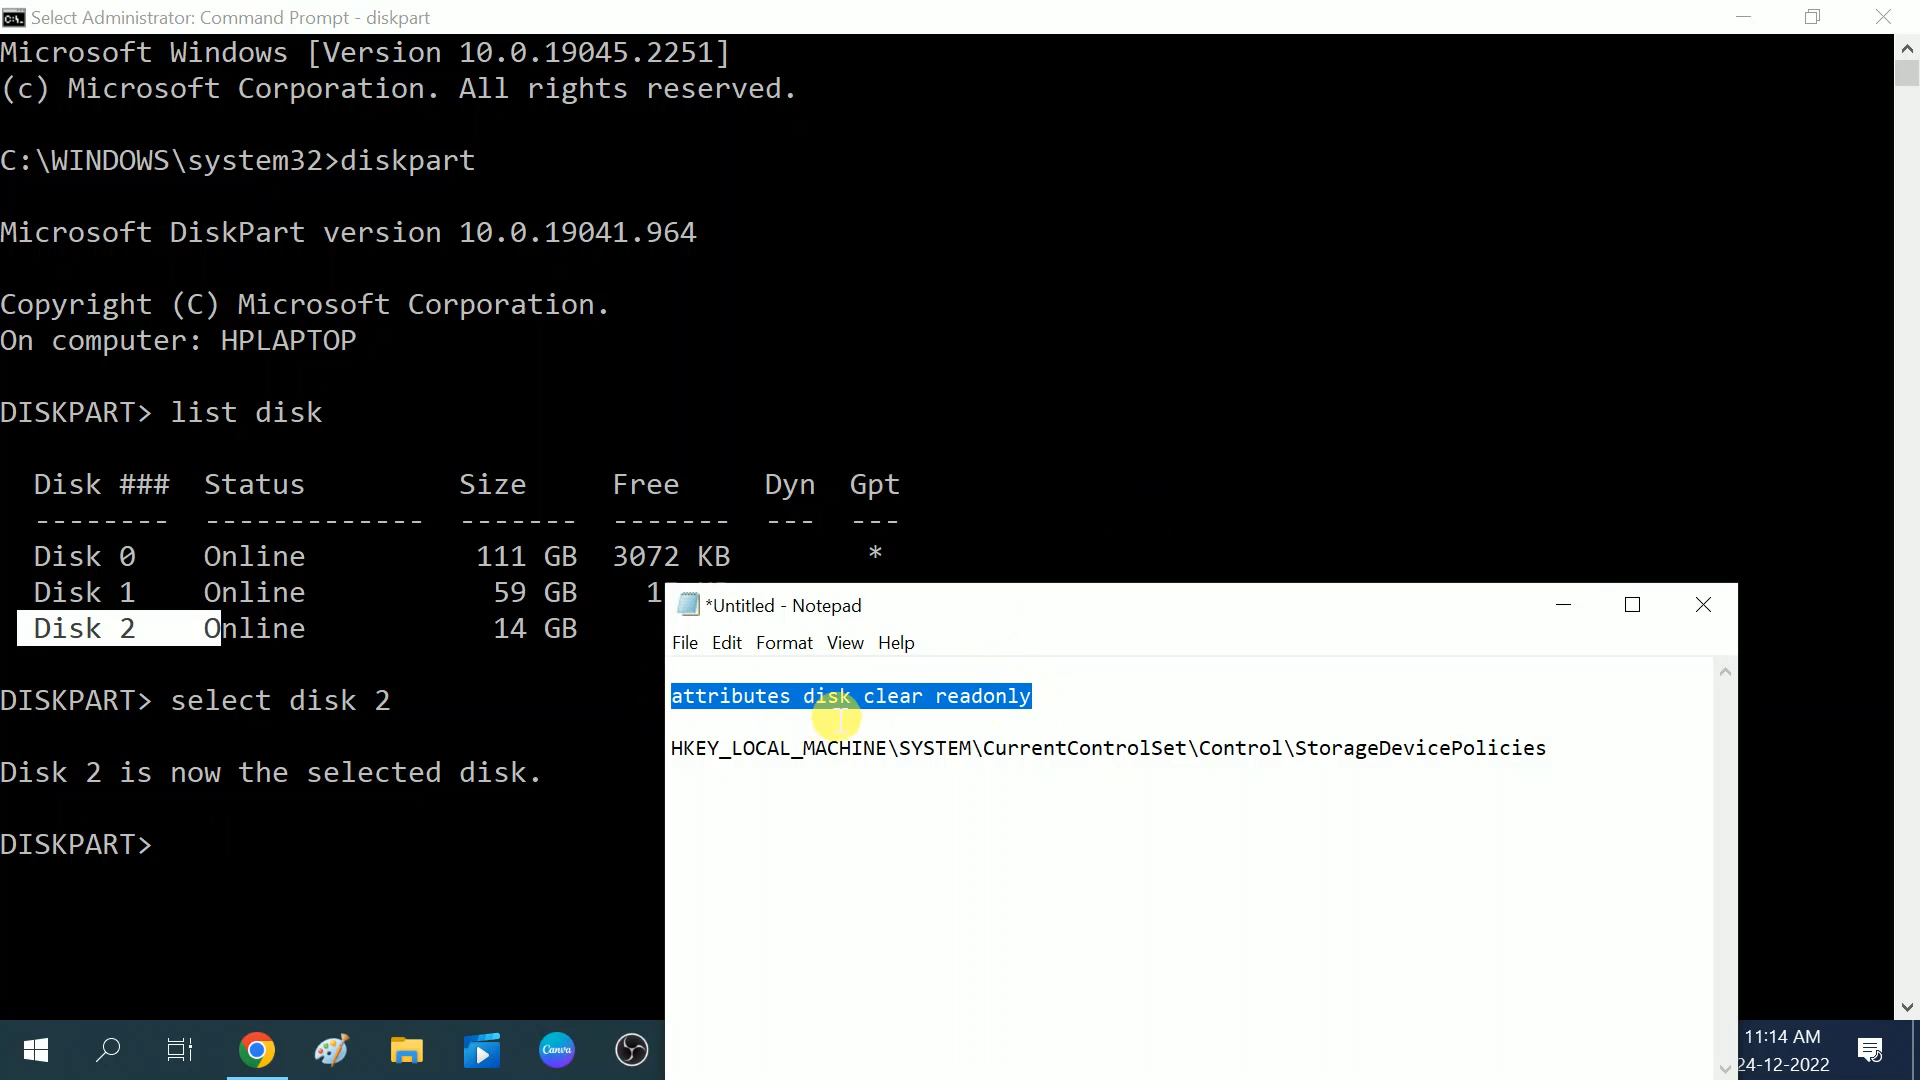 Select Administrator: Command Prompt - diskpart
Microsoft Windows [Version 10.0.19045.2251]
(c) Microsoft Corporation. All rights reserved.
C:\WINDOWS\system32>diskpart
Microsoft DiskPart version 10.0.19041.964
Copyright (C) Microsoft Corporation.
On computer: HPLAPTOP
DISKPART> list disk
Disk ### Status Size Free Dyn Gpt
-------- ------------- ------- ------- --- ---
Disk 0 Online 111 GB 3072 KB *
Disk 1 Online 59 GB
Disk 2 Online 14 GB
DISKPART> select disk 2
Disk 2 is now the selected disk.
DISKPART>
*Untitled - Notepad
File Edit Format View Help
attributes disk clear readonly
HKEY_LOCAL_MACHINE\SYSTEM\CurrentControlSet\Control\StorageDevicePolicies
Canva
11:14 AM
24-12-2022